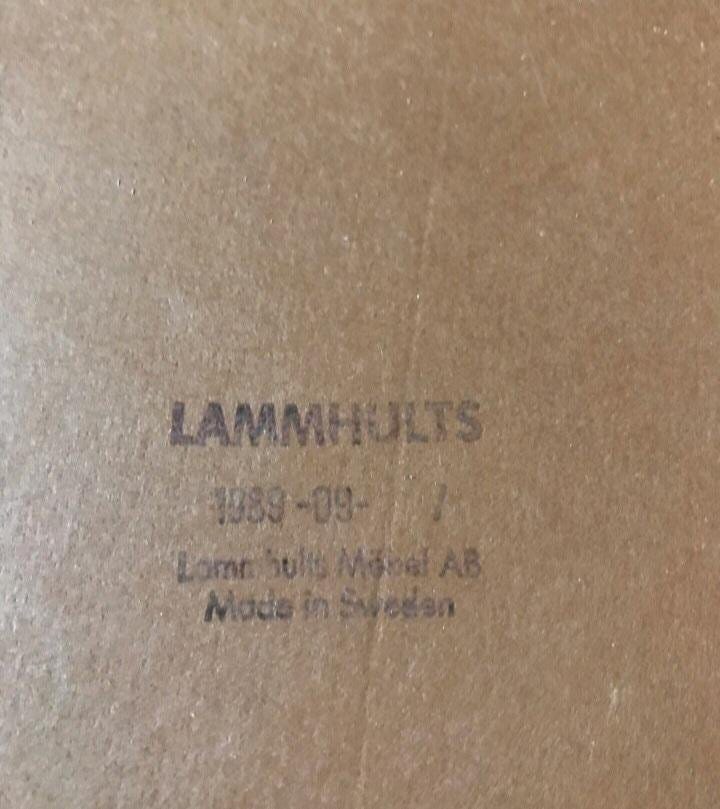 LAMMHULTS
1989-09- /
Lammhults Möbel AB
Made in Sweden